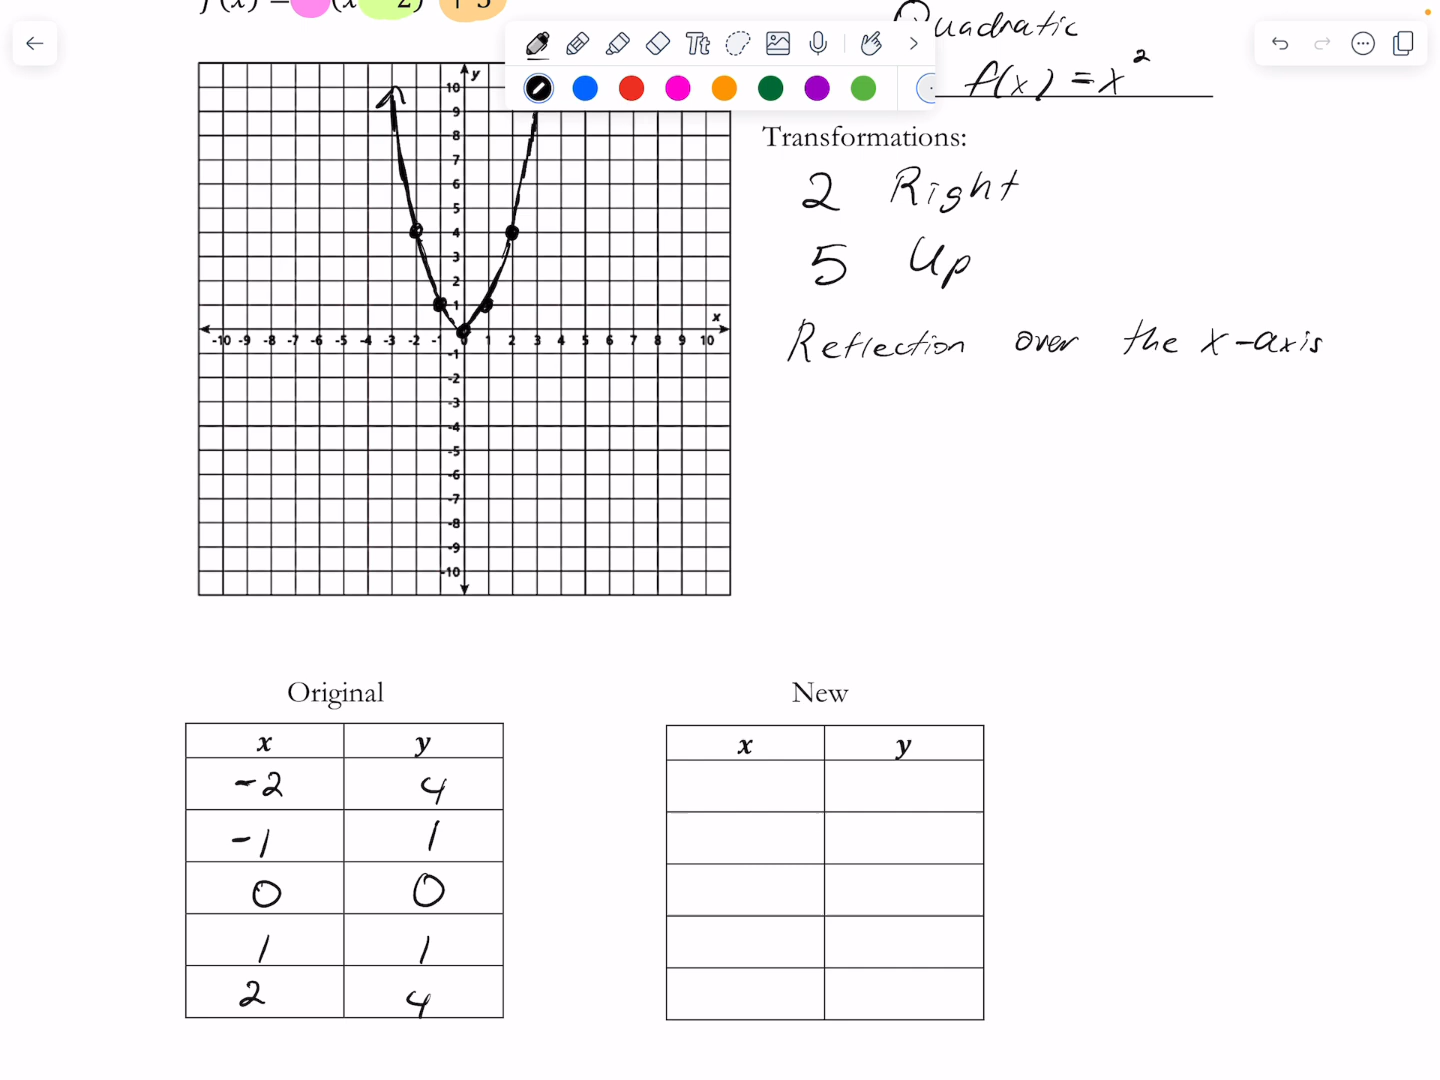 Quadratic
f(x) = x²
Transformations:
2 Right
5 Up
Reflection over the x-axis
y
10
9
8
7
6
5
4
3
2
1
x
-10 -9 -8 -7 -6 -5 -4 -3 -2 -1 0 1 2 3 4 5 6 7 8 9 10
-1
-2
-3
-4
-5
-6
-7
-8
-9
-10
Tt
Original
x y
-2 4
-1 1
0 0
1 1
2 4
New
x y